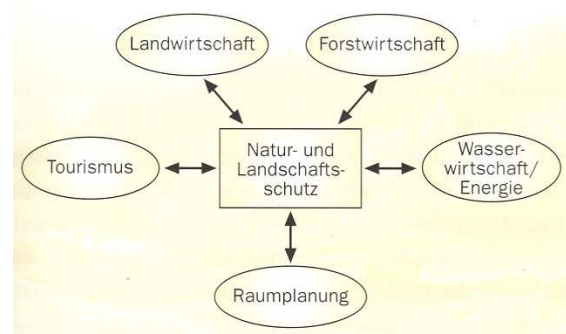 Landwirtschaft
Forstwirtschaft
Tourismus
Natur- und
Landschafts-
schutz
Wasser-
wirtschaft/
Energie
Raumplanung